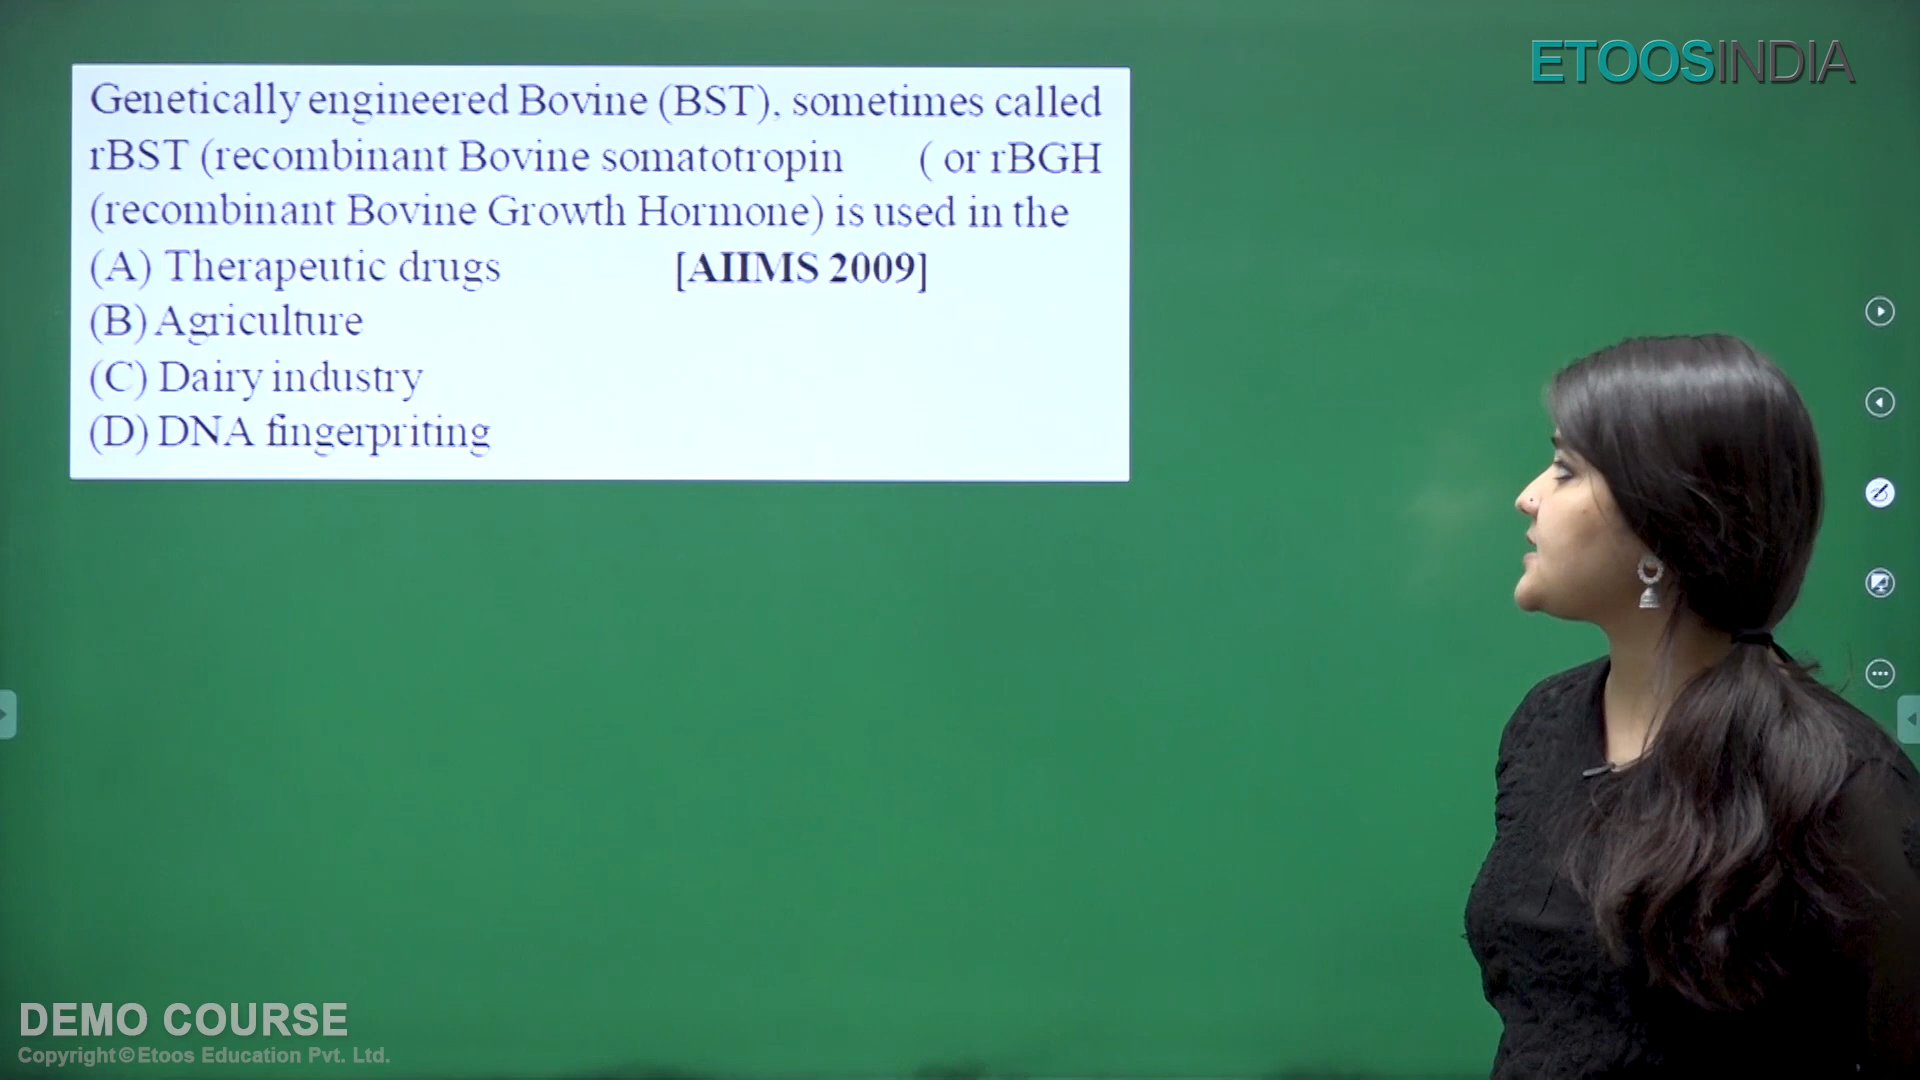 ETOOSINDIA
Genetically engineered Bovine (BST), sometimes called
rBST (recombinant Bovine somatotropin ( or rBGH
(recombinant Bovine Growth Hormone) is used in the
(A) Therapeutic drugs [AIIMS 2009]
(B) Agriculture
(C) Dairy industry
(D) DNA fingerpriting
DEMO COURSE
Copyright © Etoos Education Pvt. Ltd.